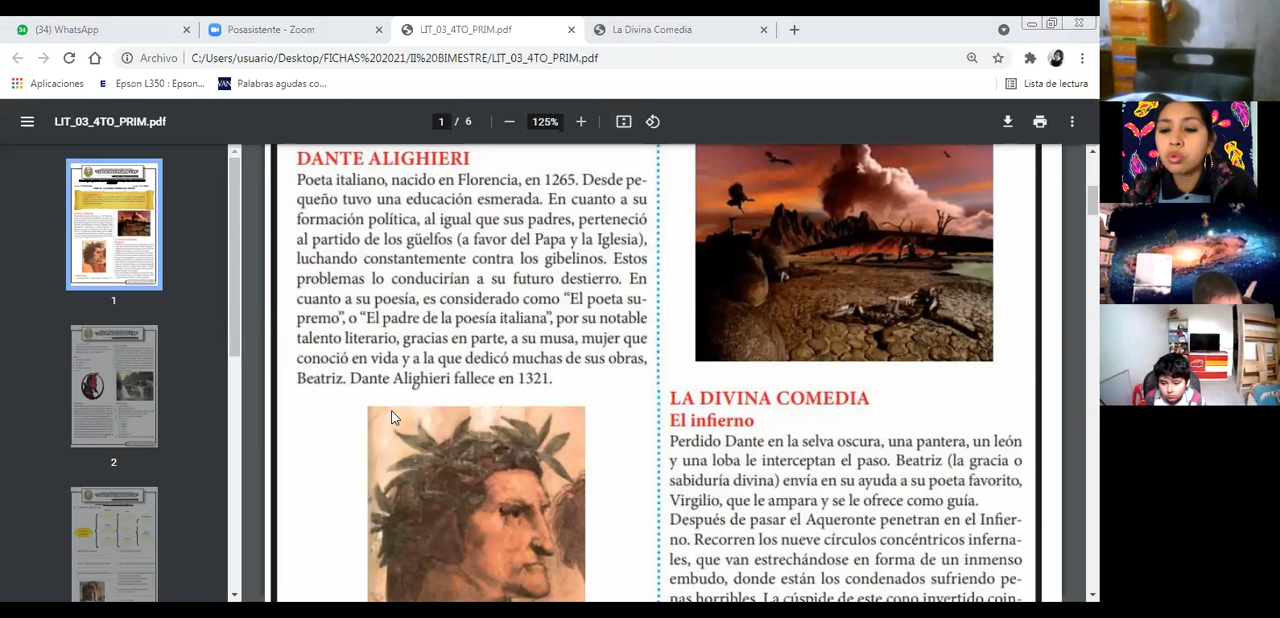 (34) WhatsApp
Posasistente - Zoom
LIT_03_4TO_PRIM.pdf
La Divina Comedia
Archivo
C:/Users/usuario/Desktop/FICHAS%202021/II%20BIMESTRE/LIT_03_4TO_PRIM.pdf
Aplicaciones
Epson L350 : Epson...
Palabras agudas co...
Lista de lectura
LIT_03_4TO_PRIM.pdf
1 / 6
125%
1
2
DANTE ALIGHIERI
Poeta italiano, nacido en Florencia, en 1265. Desde pe-
queño tuvo una educación esmerada. En cuanto a su
formación política, al igual que sus padres, perteneció
al partido de los güelfos (a favor del Papa y la Iglesia),
luchando constantemente contra los gibelinos. Estos
problemas lo conducirían a su futuro destierro. En
cuanto a su poesía, es considerado como “El poeta su-
premo”, o “El padre de la poesía italiana”, por su notable
talento literario, gracias en parte, a su musa, mujer que
conoció en vida y a la que dedicó muchas de sus obras,
Beatriz. Dante Alighieri fallece en 1321.
LA DIVINA COMEDIA
El infierno
Perdido Dante en la selva oscura, una pantera, un león
y una loba le interceptan el paso. Beatriz (la gracia o
sabiduría divina) envía en su ayuda a su poeta favorito,
Virgilio, que le ampara y se le ofrece como guía.
Después de pasar el Aqueronte penetran en el Infier-
no. Recorren los nueve círculos concéntricos inferna-
les, que van estrechándose en forma de un inmenso
embudo, donde están los condenados sufriendo pe-
nas horribles. La cúspide de este cono invertido coin-